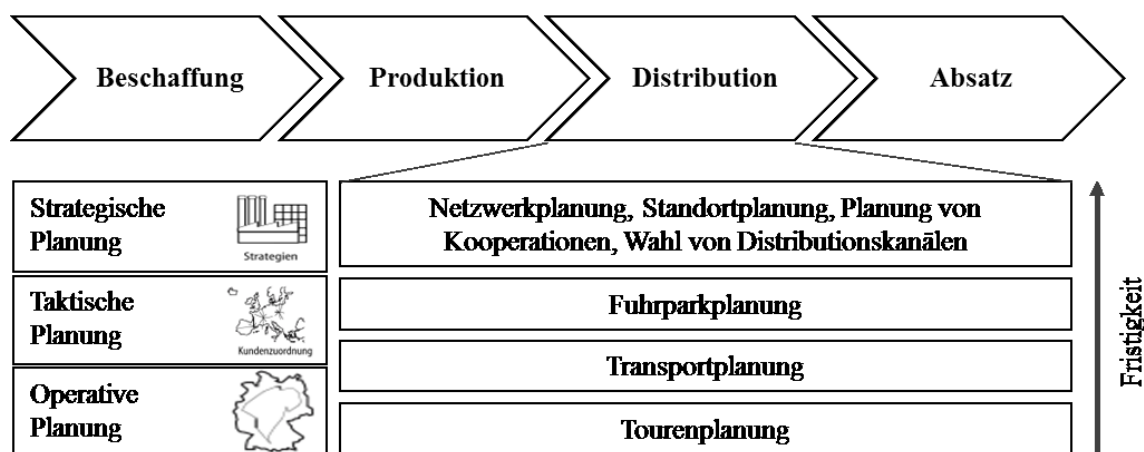 Beschaffung
Produktion
Distribution
Absatz
Strategische
Planung
Strategien
Netzwerkplanung, Standortplanung, Planung von
Kooperationen, Wahl von Distributionskanälen
Taktische
Planung
Kundenzuordnung
Fuhrparkplanung
Transportplanung
Operative
Planung
Tourenplanung
Fristigkeit